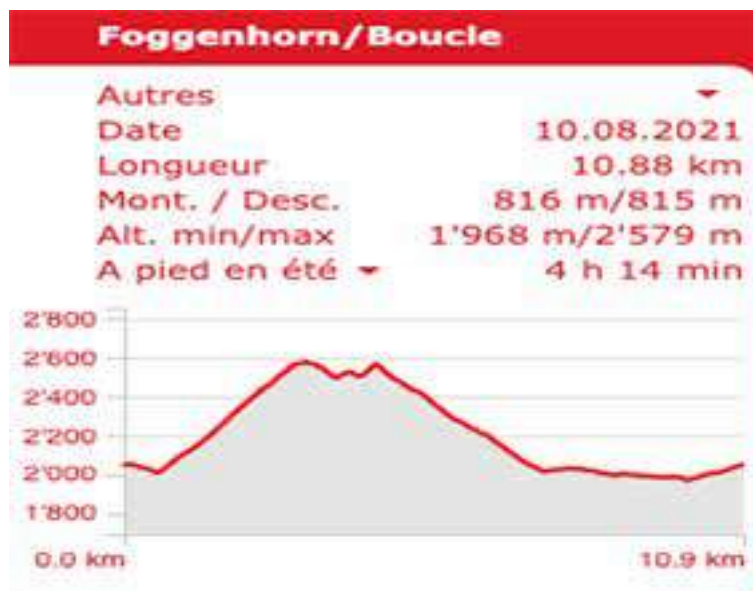 Foggenhorn/Boucle
Autres
Date 10.08.2021
Longueur 10.88 km
Mont. / Desc. 816 m/815 m
Alt. min/max 1'968 m/2'579 m
A pied en été 4 h 14 min
2'800
2'600
2'400
2'200
2'000
1'800
0.0 km 10.9 km